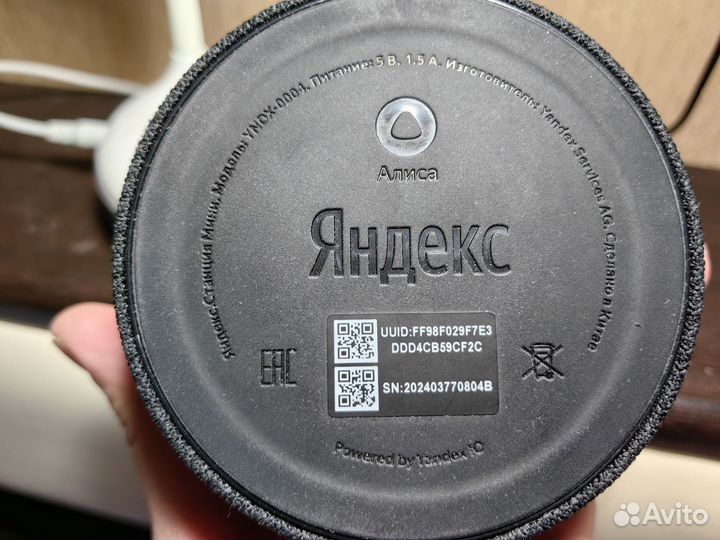 Яндекс.Станция Мини. Модель: YNDX-0004. Питание: 5 В, 1,5 А. Изготовитель: Yandex Services AG. Сделано в Китае
Алиса
Яндекс
UUID:FF98F029F7E3
DDD4CB59CF2C
EAC
SN:202403770804B
Powered by Yandex iO
Avito